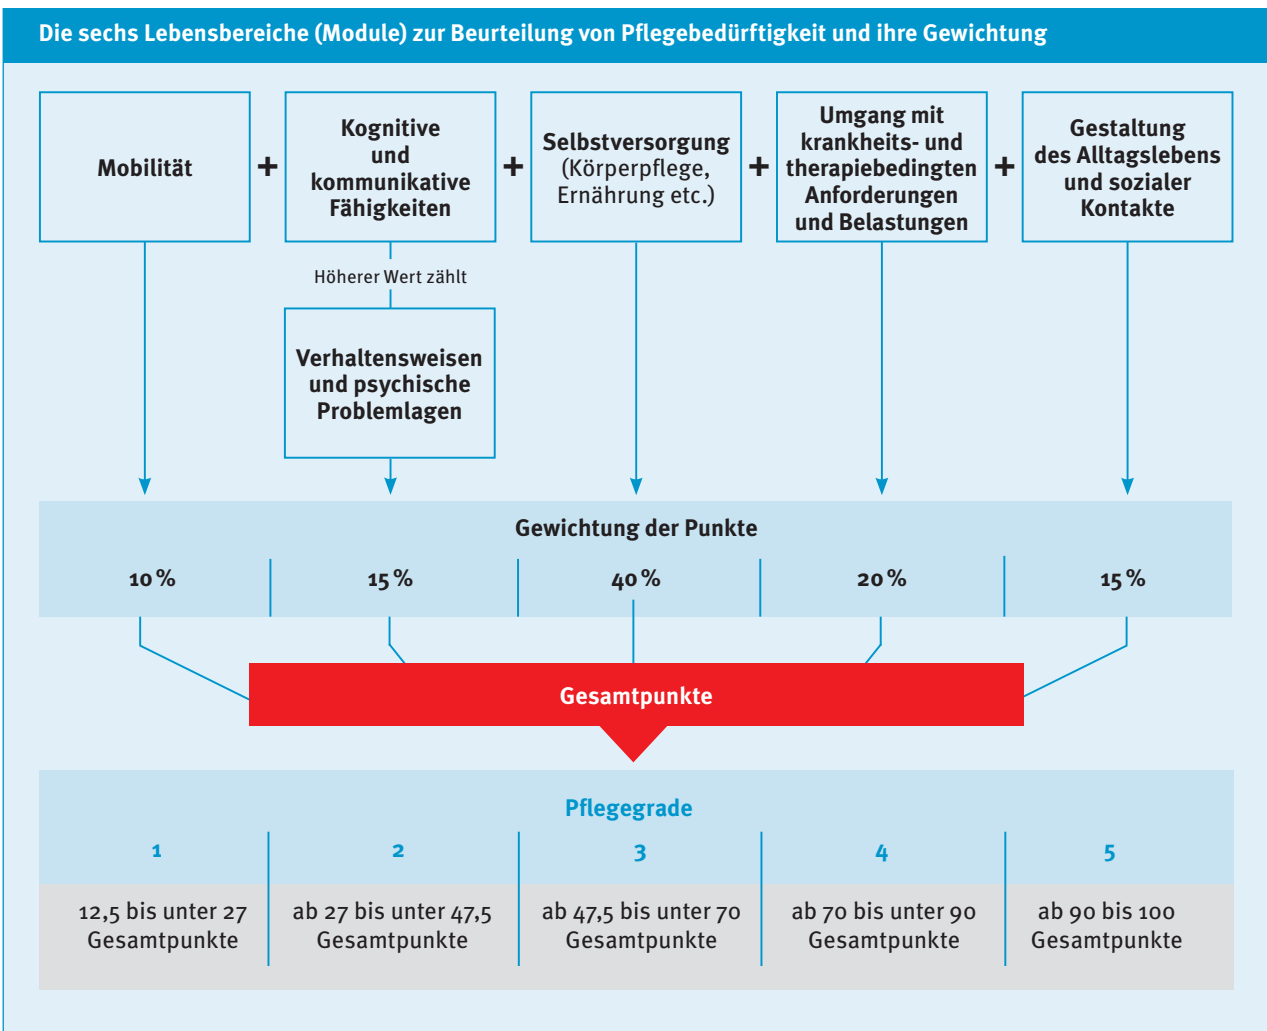 Die sechs Lebensbereiche (Module) zur Beurteilung von Pflegebedürftigkeit und ihre Gewichtung
Mobilität
+
Kognitive
und
kommunikative
Fähigkeiten
+
Selbstversorgung
(Körperpflege,
Ernährung etc.)
+
Umgang mit
krankheits- und
therapiebedingten
Anforderungen
und Belastungen
+
Gestaltung
des Alltagslebens
und sozialer
Kontakte
Höherer Wert zählt
Verhaltensweisen
und psychische
Problemlagen
Gewichtung der Punkte
10 %
15 %
40 %
20 %
15 %
Gesamtpunkte
Pflegegrade
1
2
3
4
5
12,5 bis unter 27
Gesamtpunkte
ab 27 bis unter 47,5
Gesamtpunkte
ab 47,5 bis unter 70
Gesamtpunkte
ab 70 bis unter 90
Gesamtpunkte
ab 90 bis 100
Gesamtpunkte